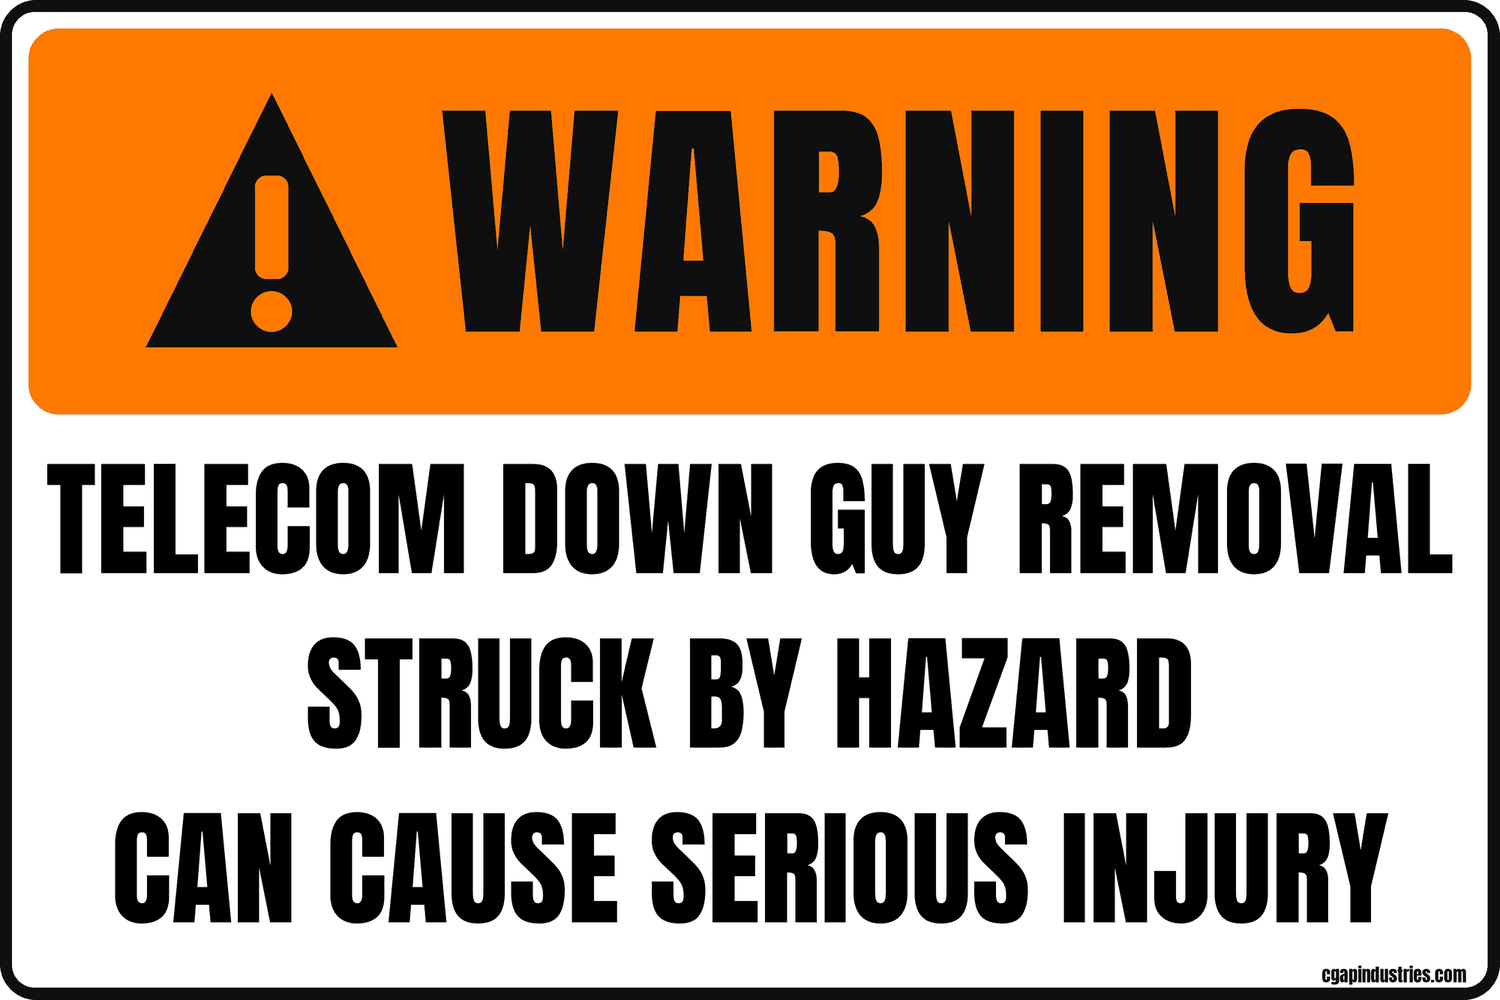 WARNING
TELECOM DOWN GUY REMOVAL
STRUCK BY HAZARD
CAN CAUSE SERIOUS INJURY
cgapindustries.com